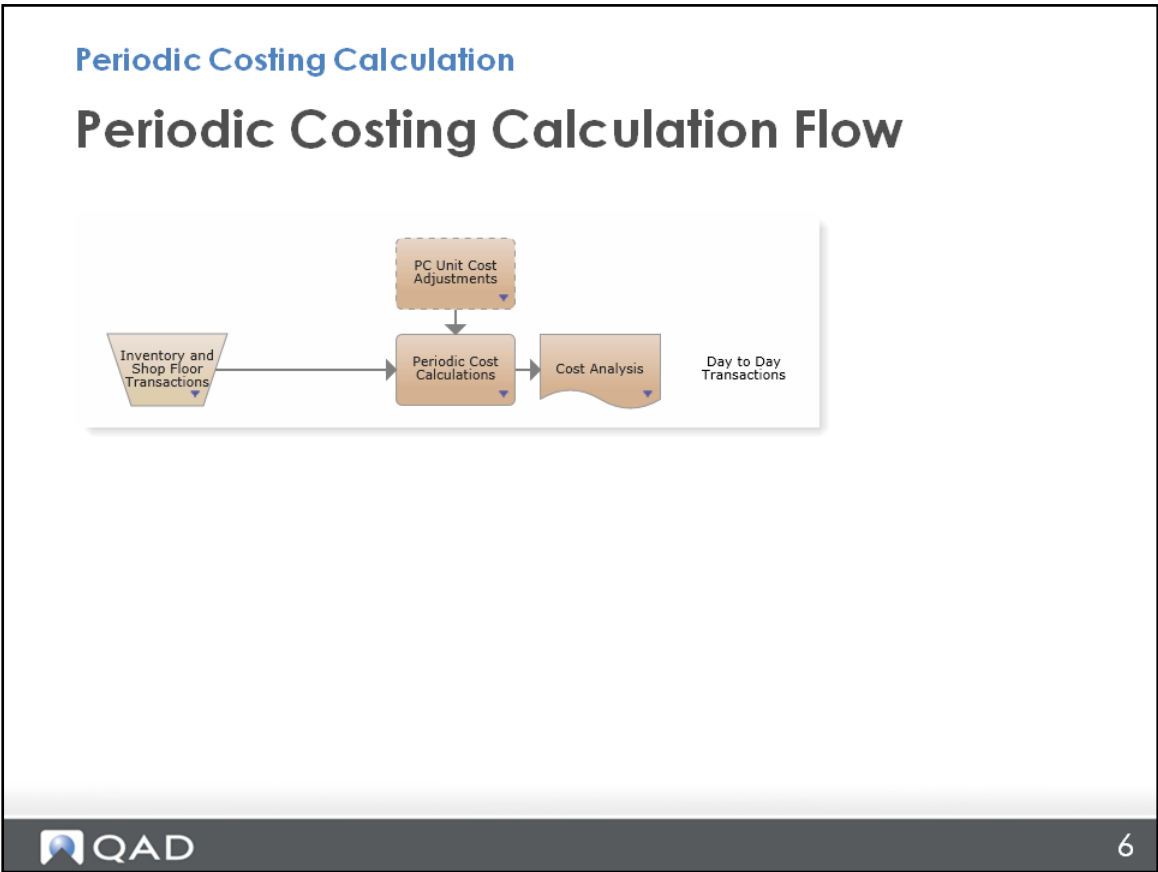 Periodic Costing Calculation
Periodic Costing Calculation Flow
PC Unit Cost
Adjustments
Inventory and
Shop Floor
Transactions
Periodic Cost
Calculations
Cost Analysis
Day to Day
Transactions
QAD
6